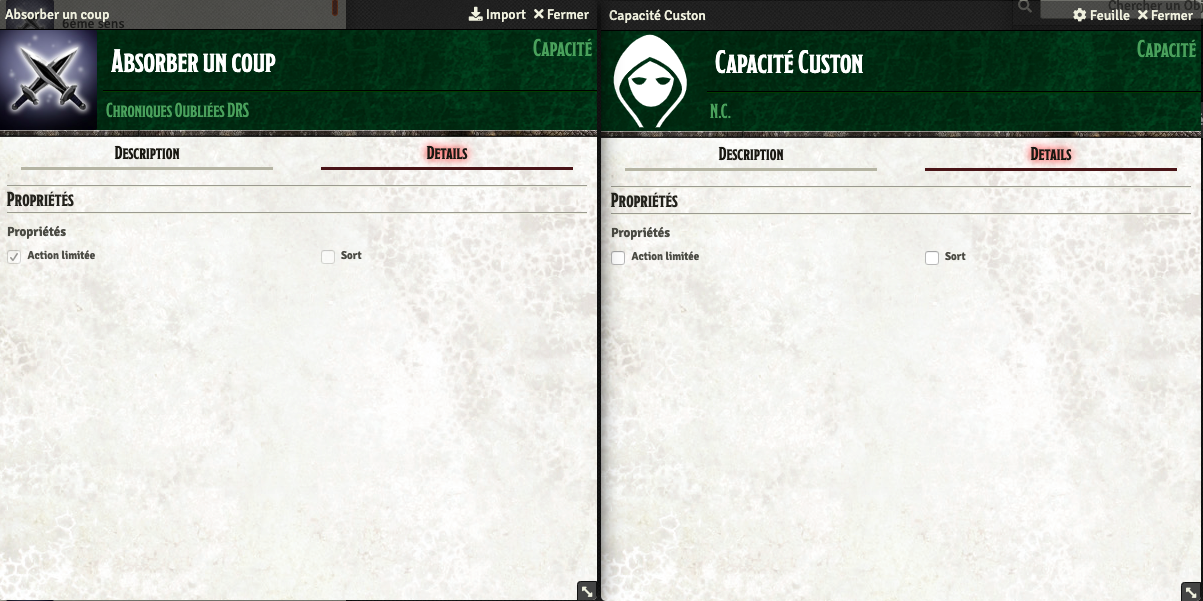 Absorber un coup
Import
Fermer
6ème sens
Absorber un coup
Capacité
Chroniques Oubliées DRS
Description
Details
Propriétés
Propriétés
Action limitée
Sort
Capacité Custon
Chercher un Ob
Feuille
Fermer
Capacité Custon
Capacité
N.C.
Description
Details
Propriétés
Propriétés
Action limitée
Sort